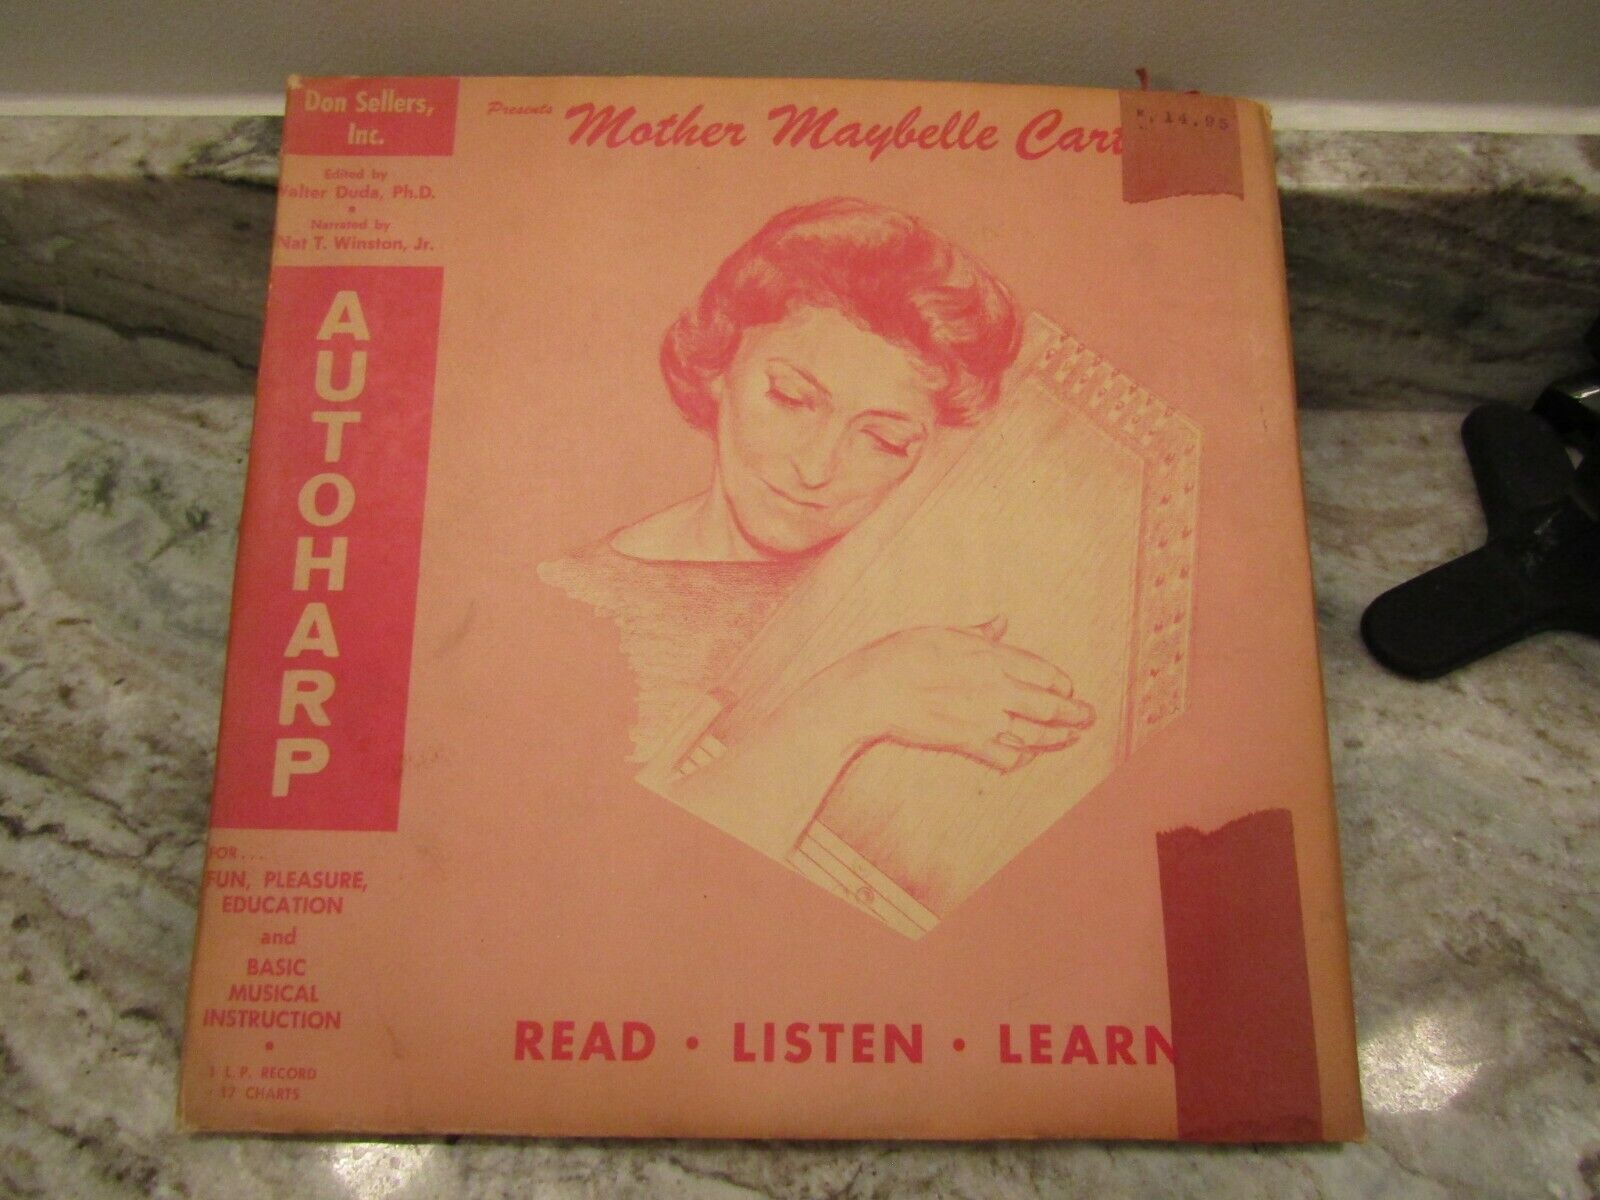 Don Sellers,
Inc.
Presents
Mother Maybelle Cart
14.95
Edited by
Walter Duda, Ph.D.
Narrated by
Nat T. Winston, Jr.
AUTOHARP
FOR...
FUN, PLEASURE,
EDUCATION
and
BASIC
MUSICAL
INSTRUCTION
1 L.P. RECORD
17 CHARTS
READ • LISTEN • LEARN